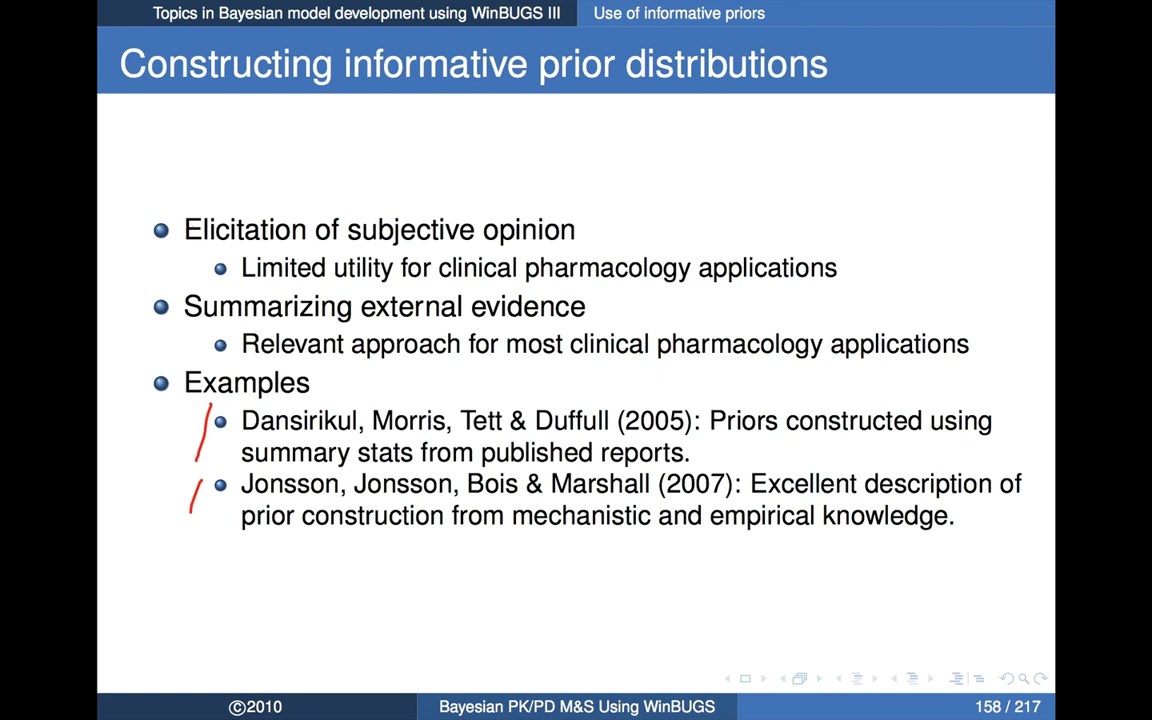 Topics in Bayesian model development using WinBUGS III
Use of informative priors
Constructing informative prior distributions
Elicitation of subjective opinion
Limited utility for clinical pharmacology applications
Summarizing external evidence
Relevant approach for most clinical pharmacology applications
Examples
Dansirikul, Morris, Tett & Duffull (2005): Priors constructed using
summary stats from published reports.
Jonsson, Jonsson, Bois & Marshall (2007): Excellent description of
prior construction from mechanistic and empirical knowledge.
©2010
Bayesian PK/PD M&S Using WinBUGS
158 / 217